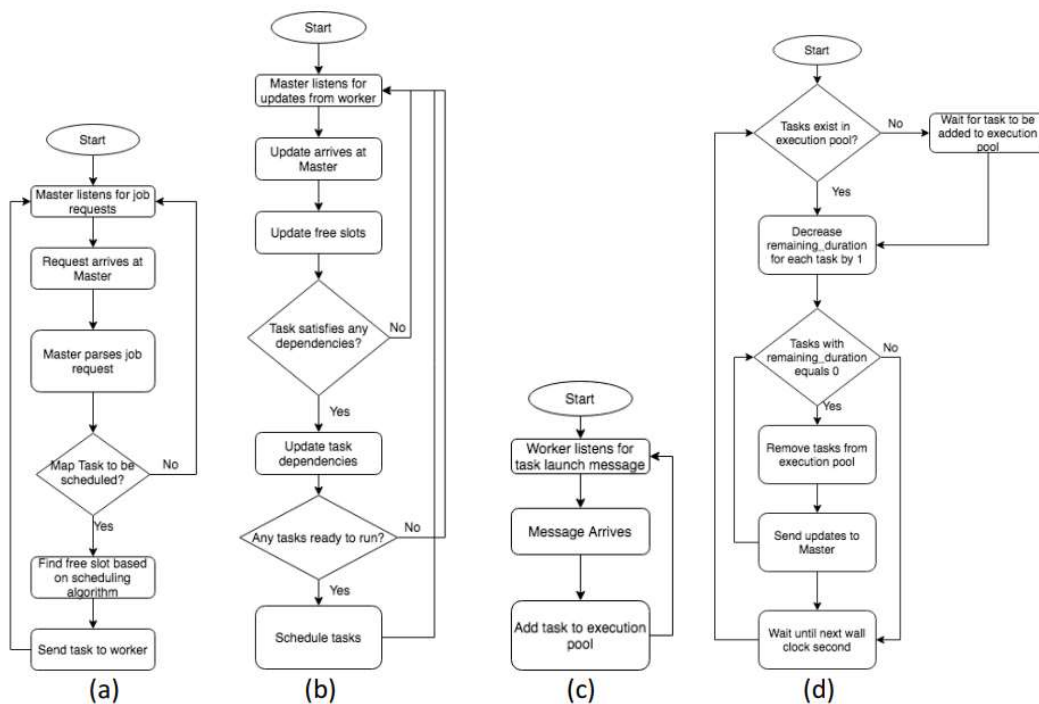 Start
Master listens for job
requests
Request arrives at
Master
Master parses job
request
Map Task to be
scheduled?
No
Yes
Find free slot based
on scheduling
algorithm
Send task to worker
(a)
Start
Master listens for
updates from worker
Update arrives at
Master
Update free slots
Task satisfies any
dependencies?
No
Yes
Update task
dependencies
Any tasks ready to run?
No
Yes
Schedule tasks
(b)
Start
Worker listens for
task launch message
Message Arrives
Add task to execution
pool
(c)
Start
Tasks exist in
execution pool?
No
Wait for task to be
added to execution
pool
Yes
Decrease
remaining_duration
for each task by 1
Tasks with
remaining_duration
equals 0
No
Yes
Remove tasks from
execution pool
Send updates to
Master
Wait until next wall
clock second
(d)